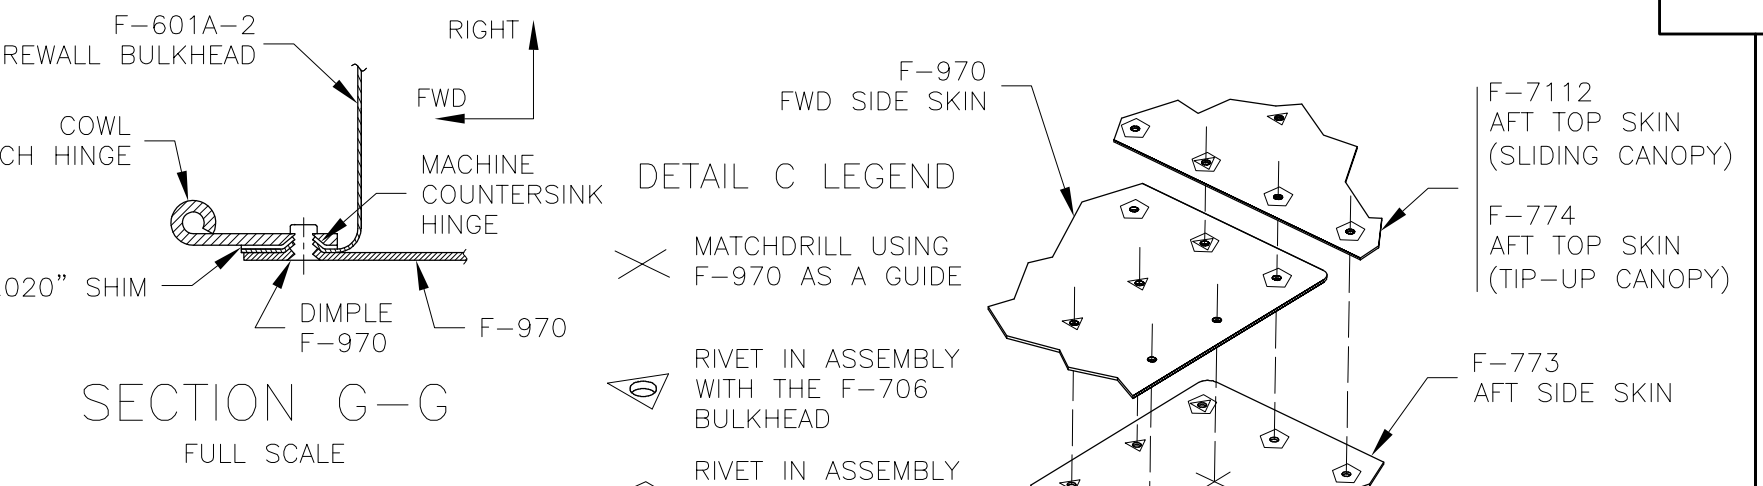 F-601A-2
REWALL BULKHEAD
RIGHT
FWD
COWL
CH HINGE
MACHINE
COUNTERSINK
HINGE
.020" SHIM
DIMPLE
F-970
F-970
SECTION G-G
FULL SCALE
DETAIL C LEGEND
MATCHDRILL USING
F-970 AS A GUIDE
RIVET IN ASSEMBLY
WITH THE F-706
BULKHEAD
RIVET IN ASSEMBLY
F-970
FWD SIDE SKIN
F-7112
AFT TOP SKIN
(SLIDING CANOPY)
F-774
AFT TOP SKIN
(TIP-UP CANOPY)
F-773
AFT SIDE SKIN